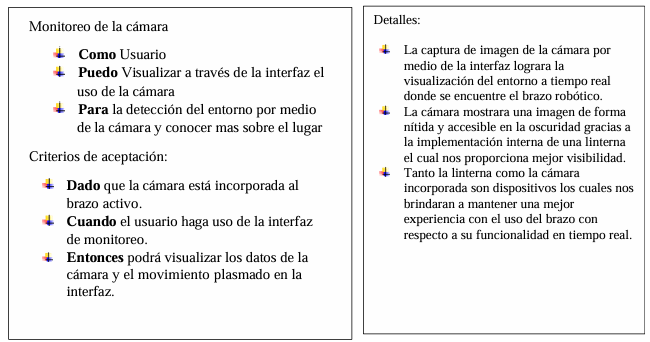 Monitoreo de la cámara
Como Usuario
Puedo Visualizar a través de la interfaz el
uso de la cámara
Para la detección del entorno por medio
de la cámara y conocer mas sobre el lugar
Criterios de aceptación:
Dado que la cámara está incorporada al
brazo activo.
Cuando el usuario haga uso de la interfaz
de monitoreo.
Entonces podrá visualizar los datos de la
cámara y el movimiento plasmado en la
interfaz.
Detalles:
La captura de imagen de la cámara por
medio de la interfaz lograra la
visualización del entorno a tiempo real
donde se encuentre el brazo robótico.
La cámara mostrara una imagen de forma
nítida y accesible en la oscuridad gracias a
la implementación interna de una linterna
el cual nos proporciona mejor visibilidad.
Tanto la linterna como la cámara
incorporada son dispositivos los cuales nos
brindaran a mantener una mejor
experiencia con el uso del brazo con
respecto a su funcionalidad en tiempo real.